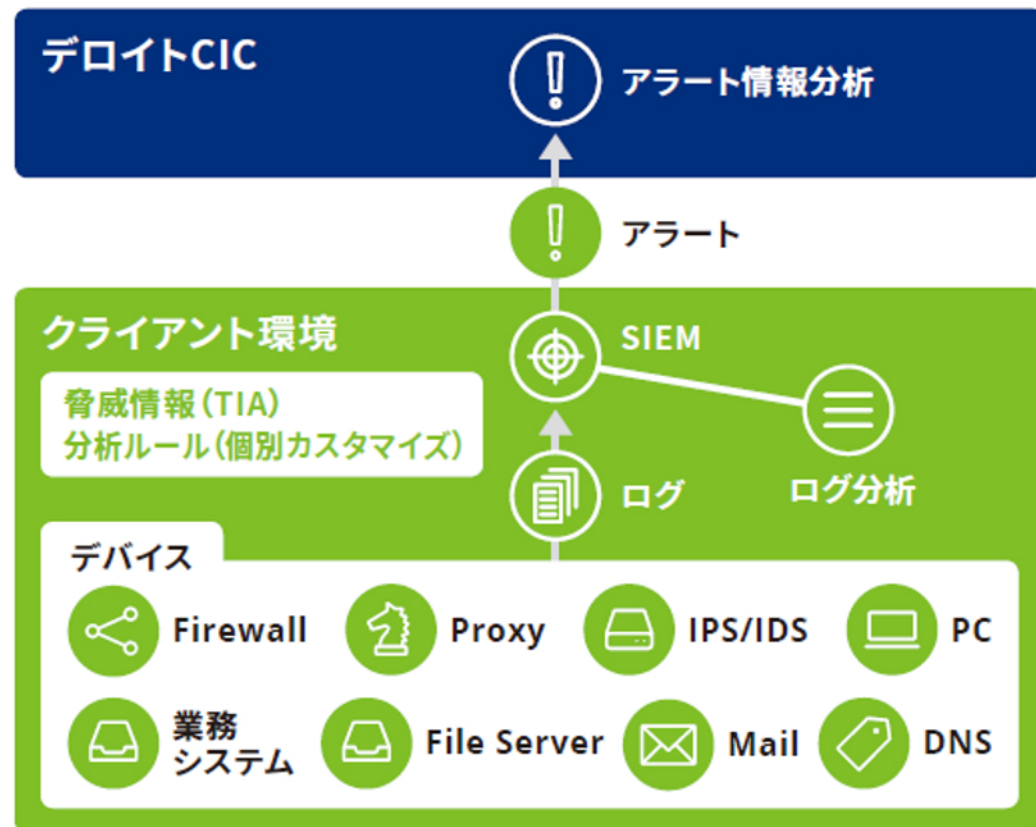 デロイトCIC
アラート情報分析
アラート
クライアント環境
SIEM
脅威情報（TIA）
分析ルール（個別カスタマイズ）
ログ
ログ分析
デバイス
Firewall
Proxy
IPS/IDS
PC
業務
システム
File Server
Mail
DNS